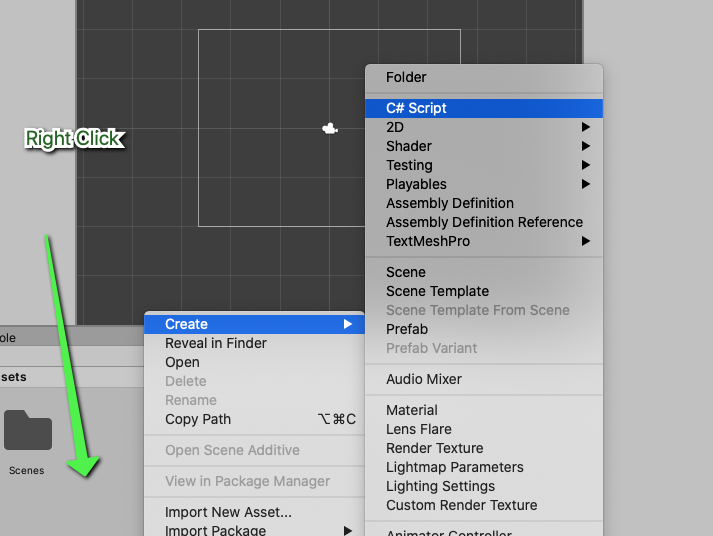 Right Click
ole
sets
Scenes
Create
Reveal in Finder
Open
Delete
Rename
Copy Path ⌥⌘C
Open Scene Additive
View in Package Manager
Import New Asset...
Import Package
Folder
C# Script
2D
Shader
Testing
Playables
Assembly Definition
Assembly Definition Reference
TextMeshPro
Scene
Scene Template
Scene Template From Scene
Prefab
Prefab Variant
Audio Mixer
Material
Lens Flare
Render Texture
Lightmap Parameters
Lighting Settings
Custom Render Texture
Animator Controller